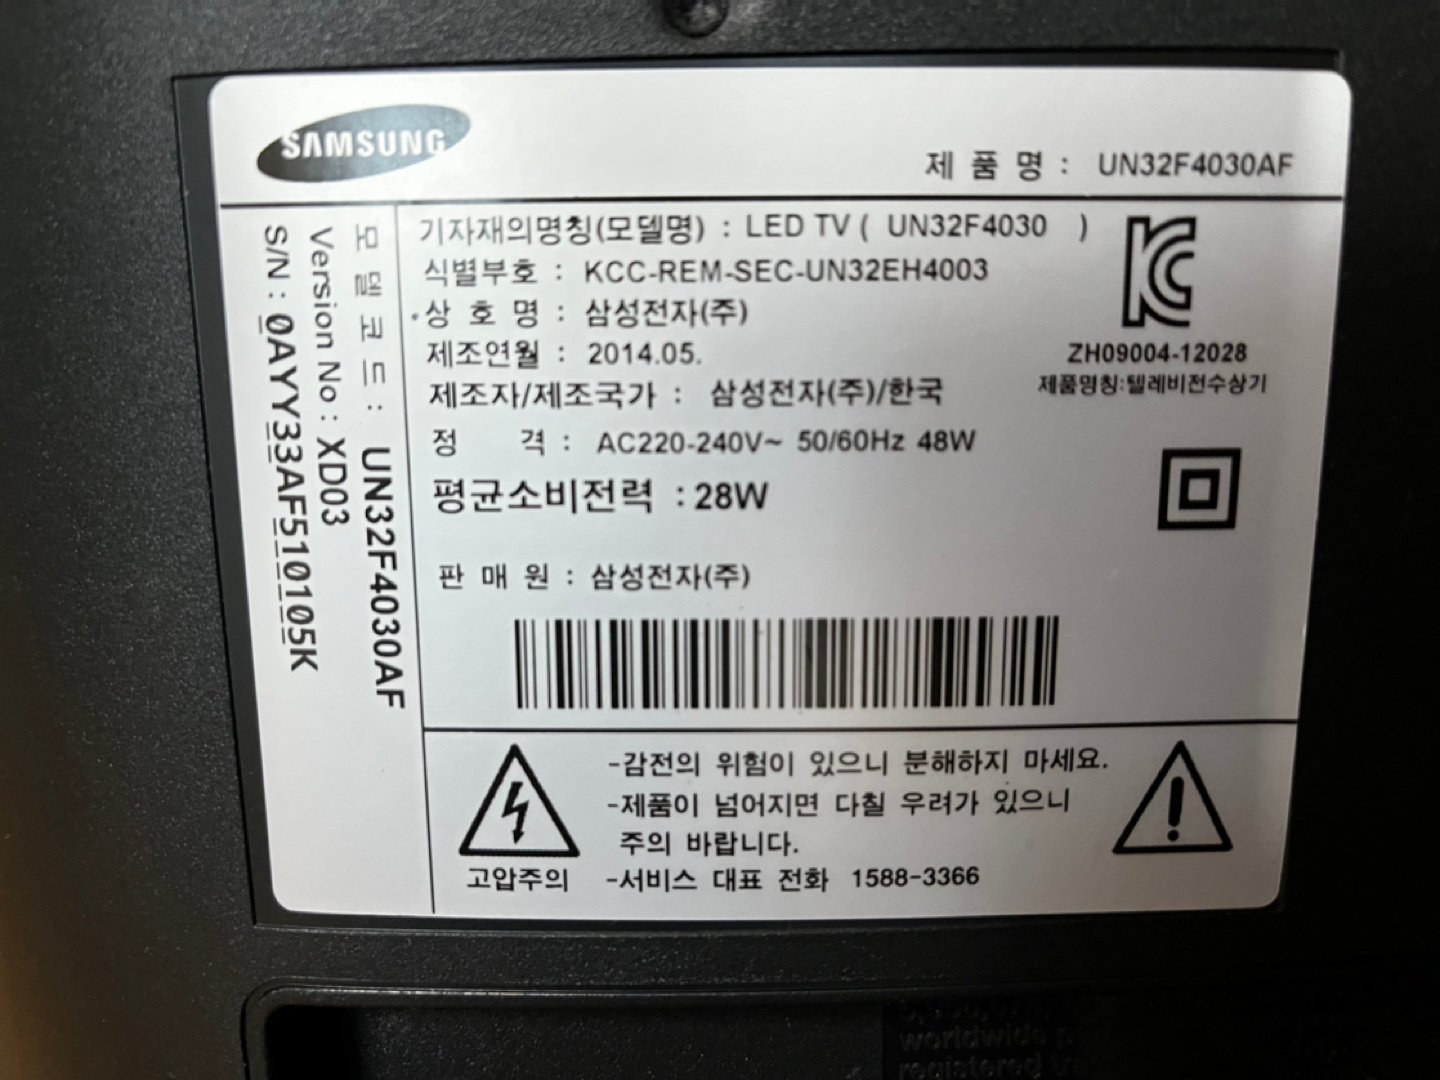 SAMSUNG
제 품 명 : UN32F4030AF
기자재의명칭(모델명) : LED TV ( UN32F4030 )
식별부호 : KCC-REM-SEC-UN32EH4003
상 호 명 : 삼성전자(주)
제조연월 : 2014.05.
제조자/제조국가 : 삼성전자(주)/한국
정 격 : AC220-240V~ 50/60Hz 48W
평균소비전력 : 28W
판 매 원 : 삼성전자(주)
ZH09004-12028
제품명칭:텔레비전수상기
모델코드: UN32F4030AF
Version No : XD03
S/N : 0AYY33AF510105K
-감전의 위험이 있으니 분해하지 마세요.
-제품이 넘어지면 다칠 우려가 있으니
주의 바랍니다.
-서비스 대표 전화 1588-3366
고압주의
worldwide
registered